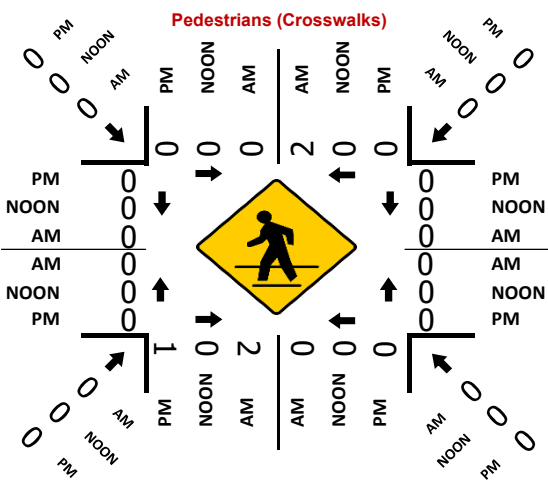 Pedestrians (Crosswalks)
PM NOON AM AM NOON PM
0 0 0 2 0 0
PM NOON AM
0 0 0
AM NOON PM
0 0 0
PM 0 0 PM
NOON 0 0 NOON
AM 0 0 AM
AM 0 0 AM
NOON 0 0 NOON
PM 0 0 PM
1 0 2 0 0 0
PM NOON AM AM NOON PM
0 0 0
AM NOON PM
0 0 0
AM NOON PM